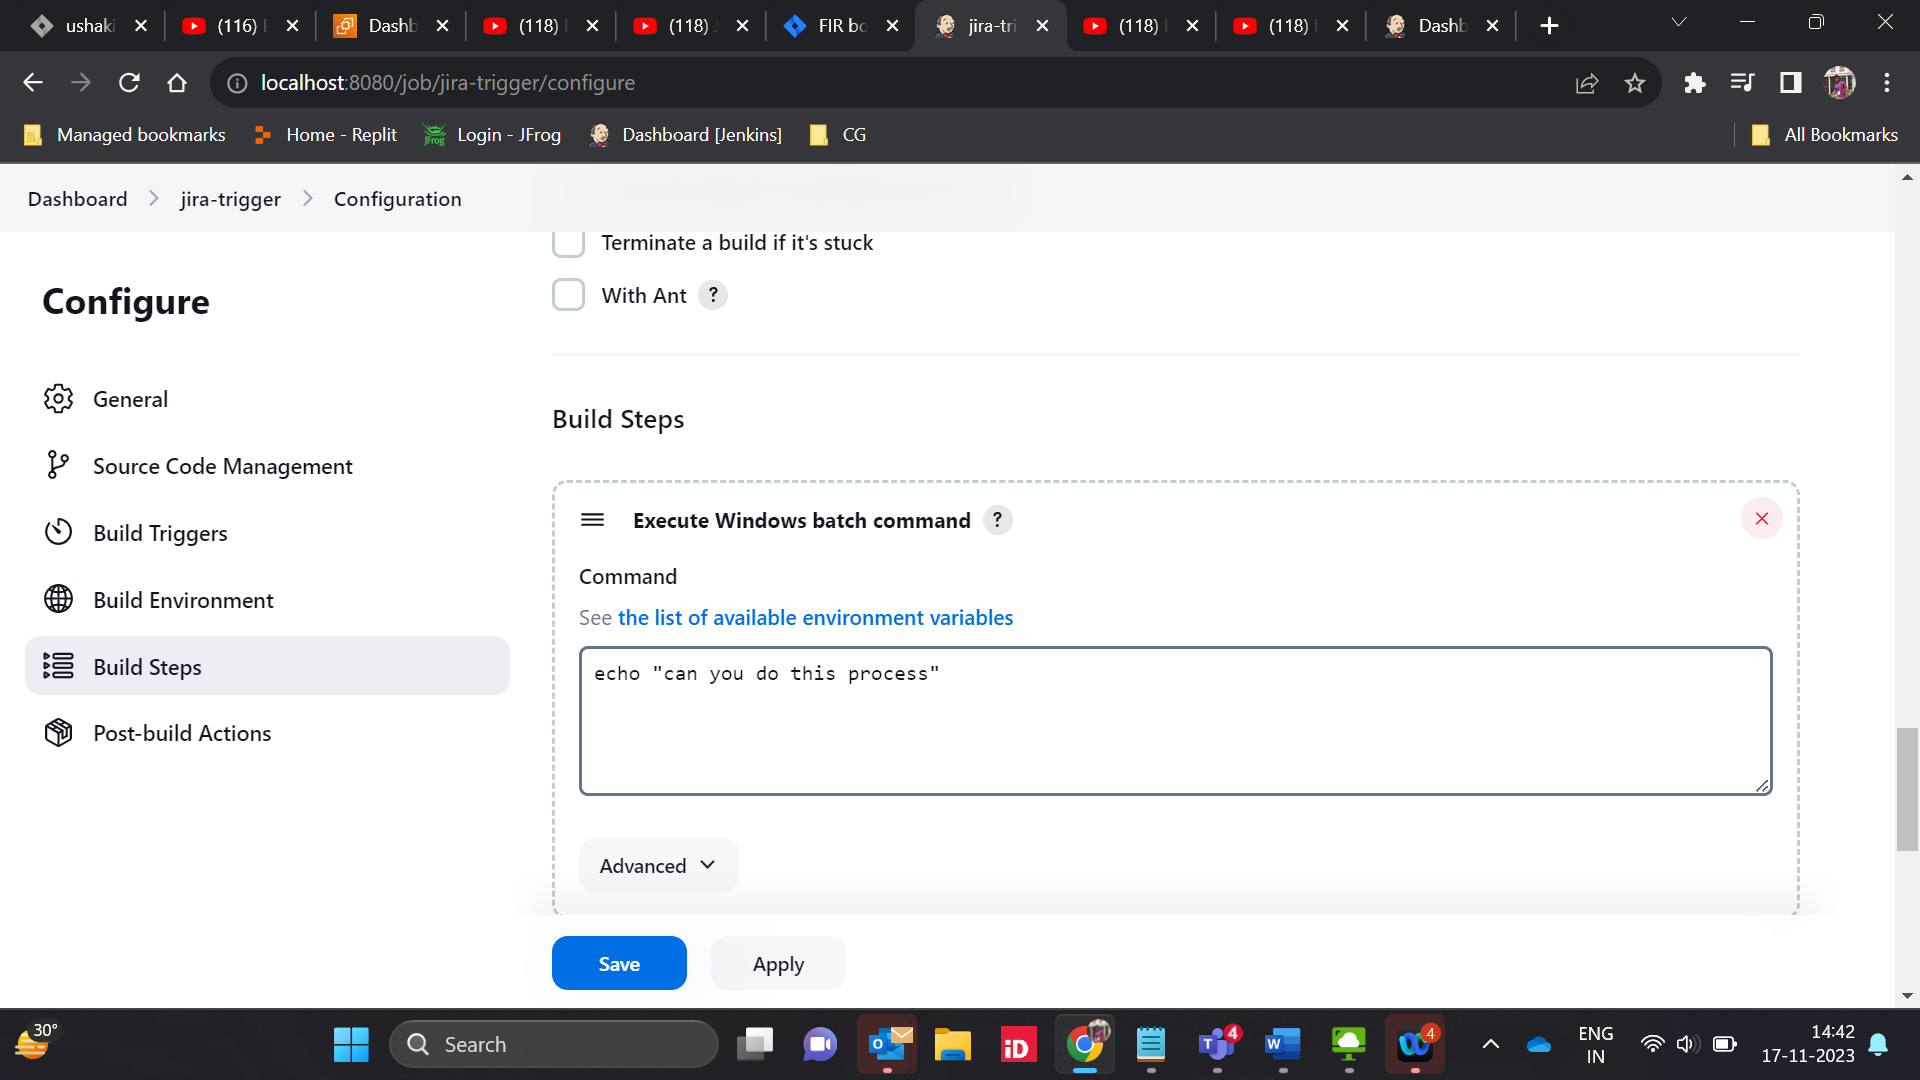 ushaki
(116)
Dashb
(118)
(118)
FIR bo
jira-tri
(118)
(118)
Dashb
localhost:8080/job/jira-trigger/configure
Managed bookmarks
Home - Replit
Login - JFrog
Dashboard [Jenkins]
CG
All Bookmarks
Dashboard
jira-trigger
Configuration
Terminate a build if it's stuck
With Ant ?
Configure
General
Source Code Management
Build Triggers
Build Environment
Build Steps
Post-build Actions
Build Steps
Execute Windows batch command ?
Command
See the list of available environment variables
echo "can you do this process"
Advanced
Save
Apply
30°
Search
4
4
ENG
IN
14:42
17-11-2023